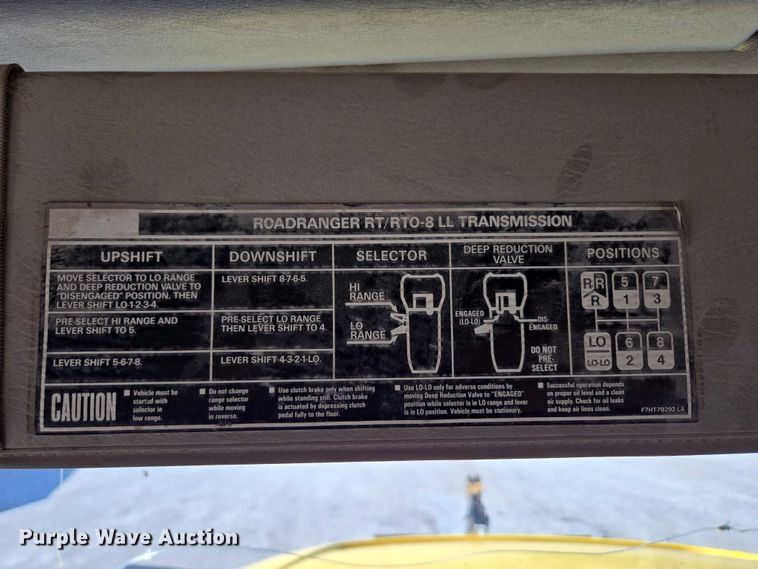 ROADRANGER RT/RTO-8 LL TRANSMISSION
UPSHIFT
DOWNSHIFT
SELECTOR
DEEP REDUCTION
VALVE
POSITIONS
MOVE SELECTOR TO LO RANGE
AND DEEP REDUCTION VALVE TO
"DISENGAGED" POSITION, THEN
LEVER SHIFT LO-1-2-3-4.
LEVER SHIFT 8-7-6-5.
PRE-SELECT HI RANGE AND
LEVER SHIFT TO 5.
PRE-SELECT LO RANGE
THEN LEVER SHIFT TO 4.
LEVER SHIFT 5-6-7-8.
LEVER SHIFT 4-3-2-1-LO.
HI
RANGE
LO
RANGE
ENGAGED
(LO-LO)
DIS-
ENGAGED
DO NOT
PRE-
SELECT
R R 5 7
R 1 3
LO 6 8
LO-LO 2 4
CAUTION
Vehicle must be
started with
selector in
low range.
Do not change
range selector
while moving
in reverse.
Use clutch brake only when shifting
while standing still. Clutch brake
is actuated by depressing clutch
pedal fully to the floor.
Use LO-LO only for adverse conditions by
moving Deep Reduction Valve to "ENGAGED"
position while selector is in LO range and lever
is in LO position. Vehicle must be stationary.
Successful operation depends
on proper oil level and a clean
air supply. Check for oil leaks
and keep air lines clean.
F7HT-7B292-LA
Purple Wave Auction